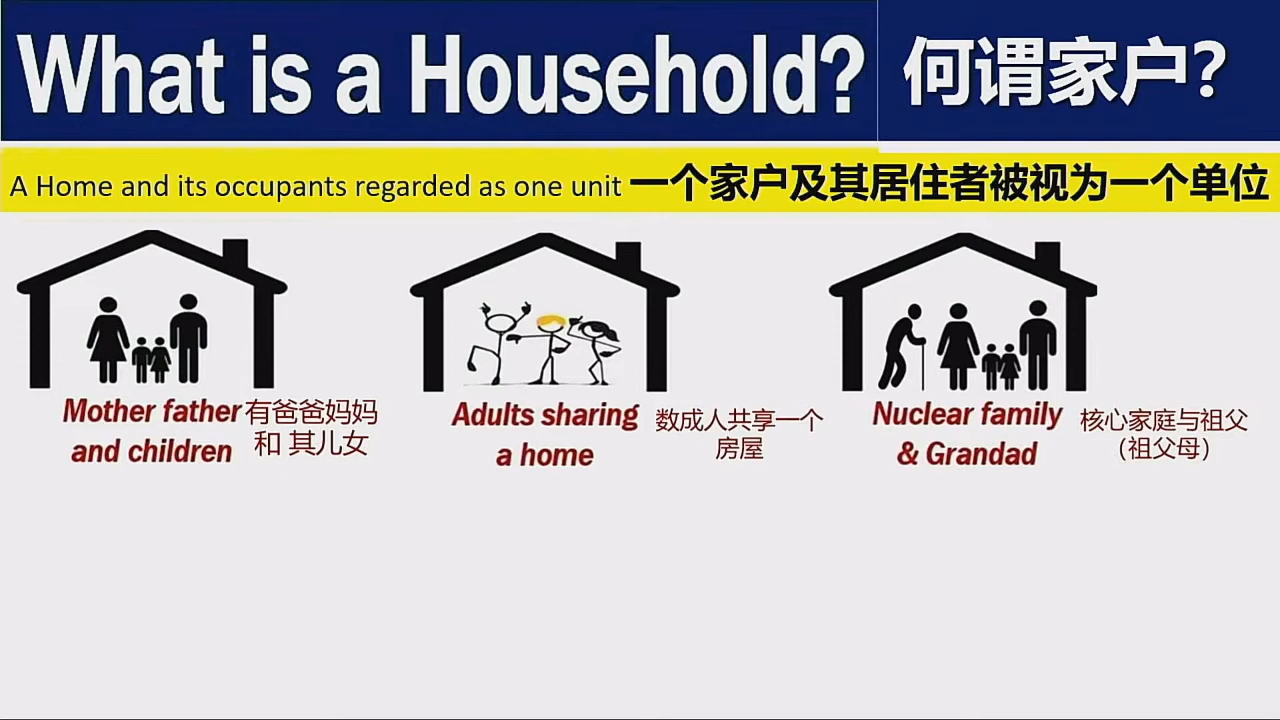 What is a Household? 何谓家户？
A Home and its occupants regarded as one unit 一个家户及其居住者被视为一个单位
Mother father
and children
有爸爸妈妈
和 其儿女
Adults sharing
a home
数成人共享一个
房屋
Nuclear family
& Grandad
核心家庭与祖父
（祖父母）